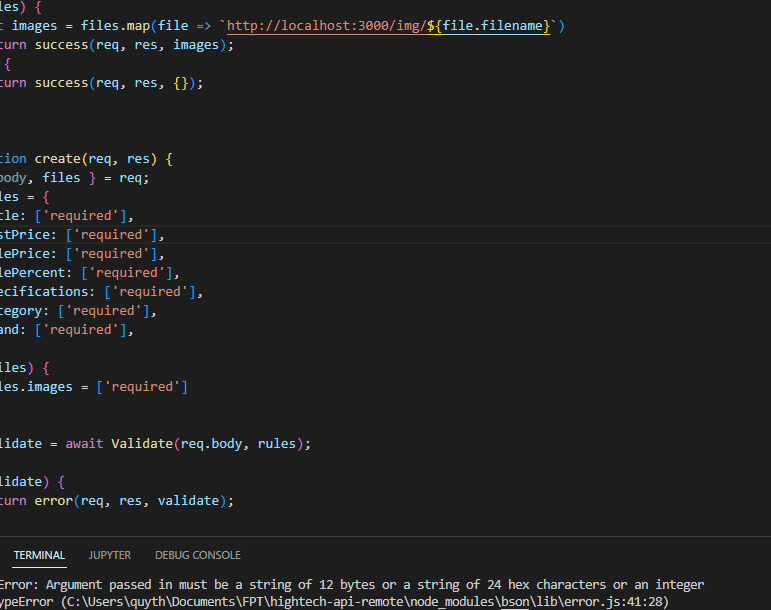 les) {
t images = files.map(file => `http://localhost:3000/img/${file.filename}`)
turn success(req, res, images);
{
turn success(req, res, {});
tion create(req, res) {
body, files } = req;
les = {
tle: ['required'],
stPrice: ['required'],
lePrice: ['required'],
lePercent: ['required'],
ecifications: ['required'],
tegory: ['required'],
and: ['required'],
iles) {
les.images = ['required']
lidate = await Validate(req.body, rules);
lidate) {
turn error(req, res, validate);
TERMINAL JUPYTER DEBUG CONSOLE
Error: Argument passed in must be a string of 12 bytes or a string of 24 hex characters or an integer
ypeError (C:\Users\quyth\Documents\FPT\hightech-api-remote\node_modules\bson\lib\error.js:41:28)